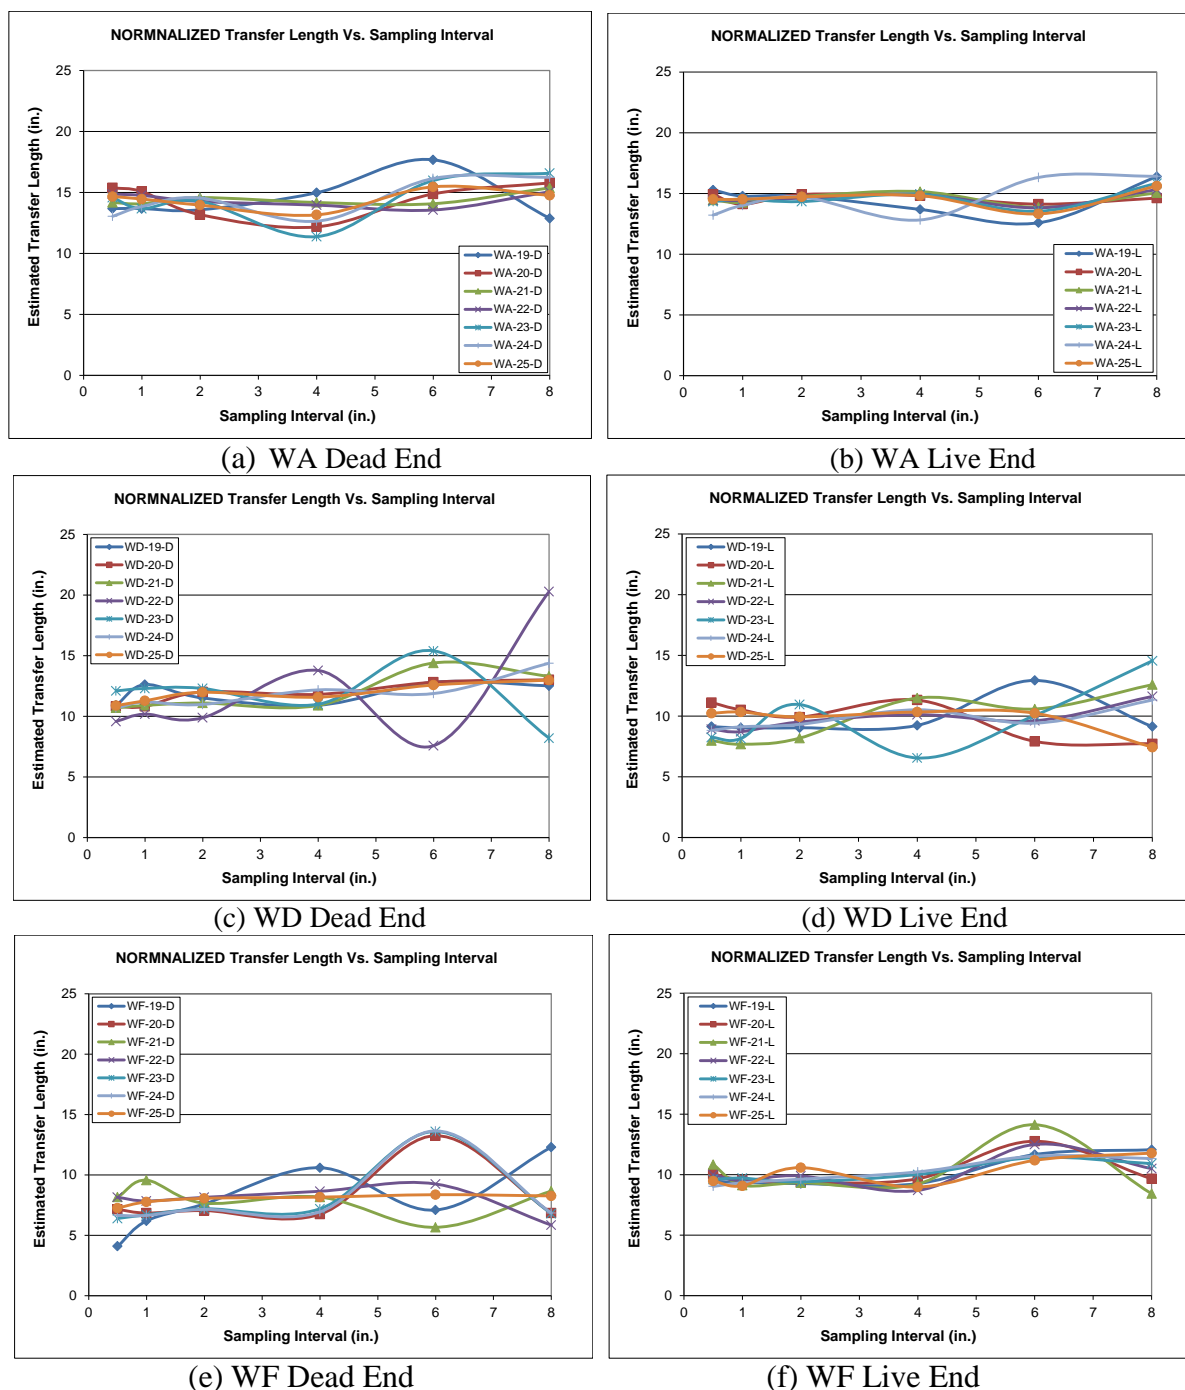 NORMNALIZED Transfer Length Vs. Sampling Interval
Estimated Transfer Length (in.)
25
20
15
10
5
0
0 1 2 3 4 5 6 7 8
Sampling Interval (in.)
WA-19-D
WA-20-D
WA-21-D
WA-22-D
WA-23-D
WA-24-D
WA-25-D
(a) WA Dead End
NORMALIZED Transfer Length Vs. Sampling Interval
Estimated Transfer Length (in.)
25
20
15
10
5
0
0 1 2 3 4 5 6 7 8
Sampling Interval (in.)
WA-19-L
WA-20-L
WA-21-L
WA-22-L
WA-23-L
WA-24-L
WA-25-L
(b) WA Live End
NORMNALIZED Transfer Length Vs. Sampling Interval
Estimated Transfer Length (in.)
25
20
15
10
5
0
0 1 2 3 4 5 6 7 8
Sampling Interval (in.)
WD-19-D
WD-20-D
WD-21-D
WD-22-D
WD-23-D
WD-24-D
WD-25-D
(c) WD Dead End
NORMALIZED Transfer Length Vs. Sampling Interval
Estimated Transfer Length (in.)
25
20
15
10
5
0
0 1 2 3 4 5 6 7 8
Sampling Interval (in.)
WD-19-L
WD-20-L
WD-21-L
WD-22-L
WD-23-L
WD-24-L
WD-25-L
(d) WD Live End
NORMNALIZED Transfer Length Vs. Sampling Interval
Estimated Transfer Length (in.)
25
20
15
10
5
0
0 1 2 3 4 5 6 7 8
Sampling Interval (in.)
WF-19-D
WF-20-D
WF-21-D
WF-22-D
WF-23-D
WF-24-D
WF-25-D
(e) WF Dead End
NORMALIZED Transfer Length Vs. Sampling Interval
Estimated Transfer Length (in.)
25
20
15
10
5
0
0 1 2 3 4 5 6 7 8
Sampling Interval (in.)
WF-19-L
WF-20-L
WF-21-L
WF-22-L
WF-23-L
WF-24-L
WF-25-L
(f) WF Live End